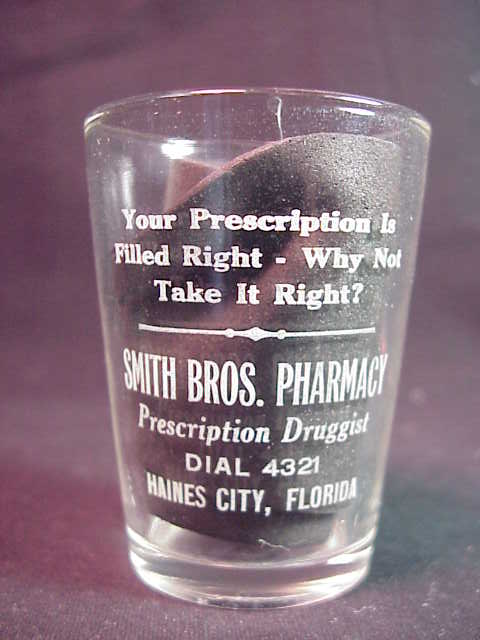 Your Prescription Is
Filled Right - Why Not
Take It Right?
SMITH BROS. PHARMACY
Prescription Druggist
DIAL 4321
HAINES CITY, FLORIDA